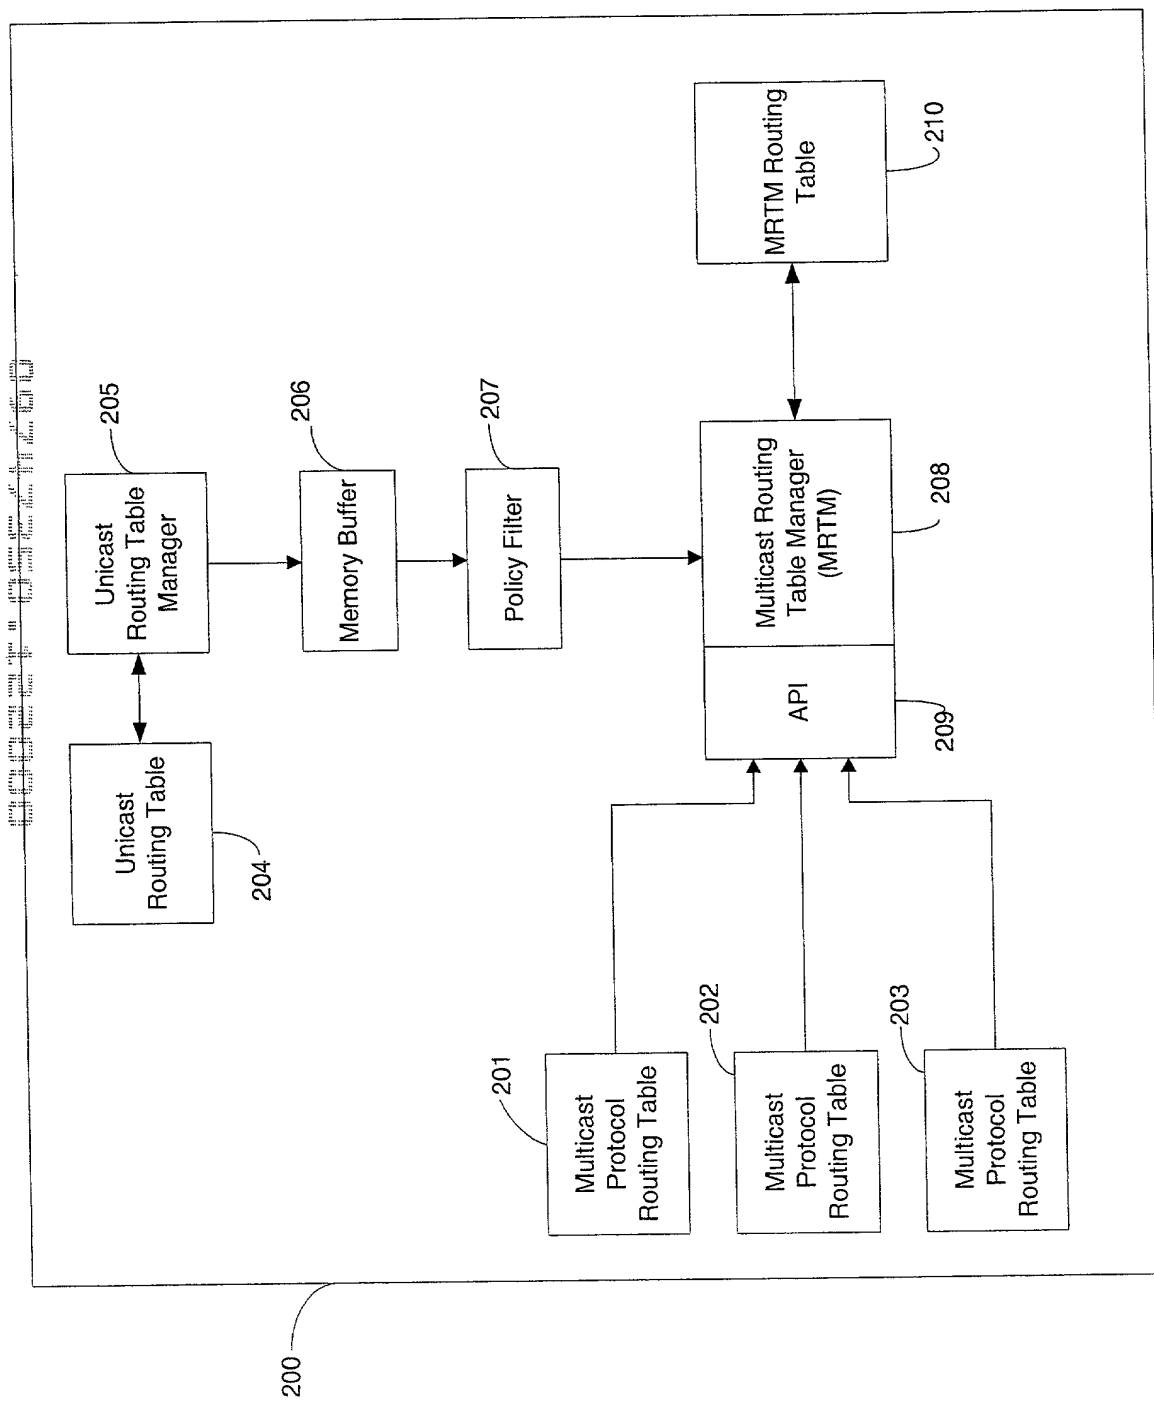 200
Unicast
Routing Table
204
Unicast
Routing Table
Manager
205
Memory Buffer
206
Policy Filter
207
Multicast
Protocol
Routing Table
201
Multicast
Protocol
Routing Table
202
Multicast
Protocol
Routing Table
203
API
209
Multicast Routing
Table Manager
(MRTM)
208
MRTM Routing
Table
210